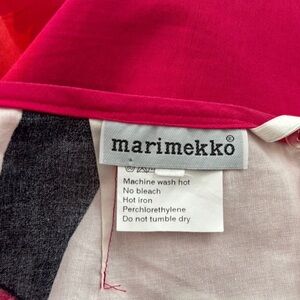 marimekko®
Machine wash hot
No bleach
Hot iron
Perchlorethylene
Do not tumble dry